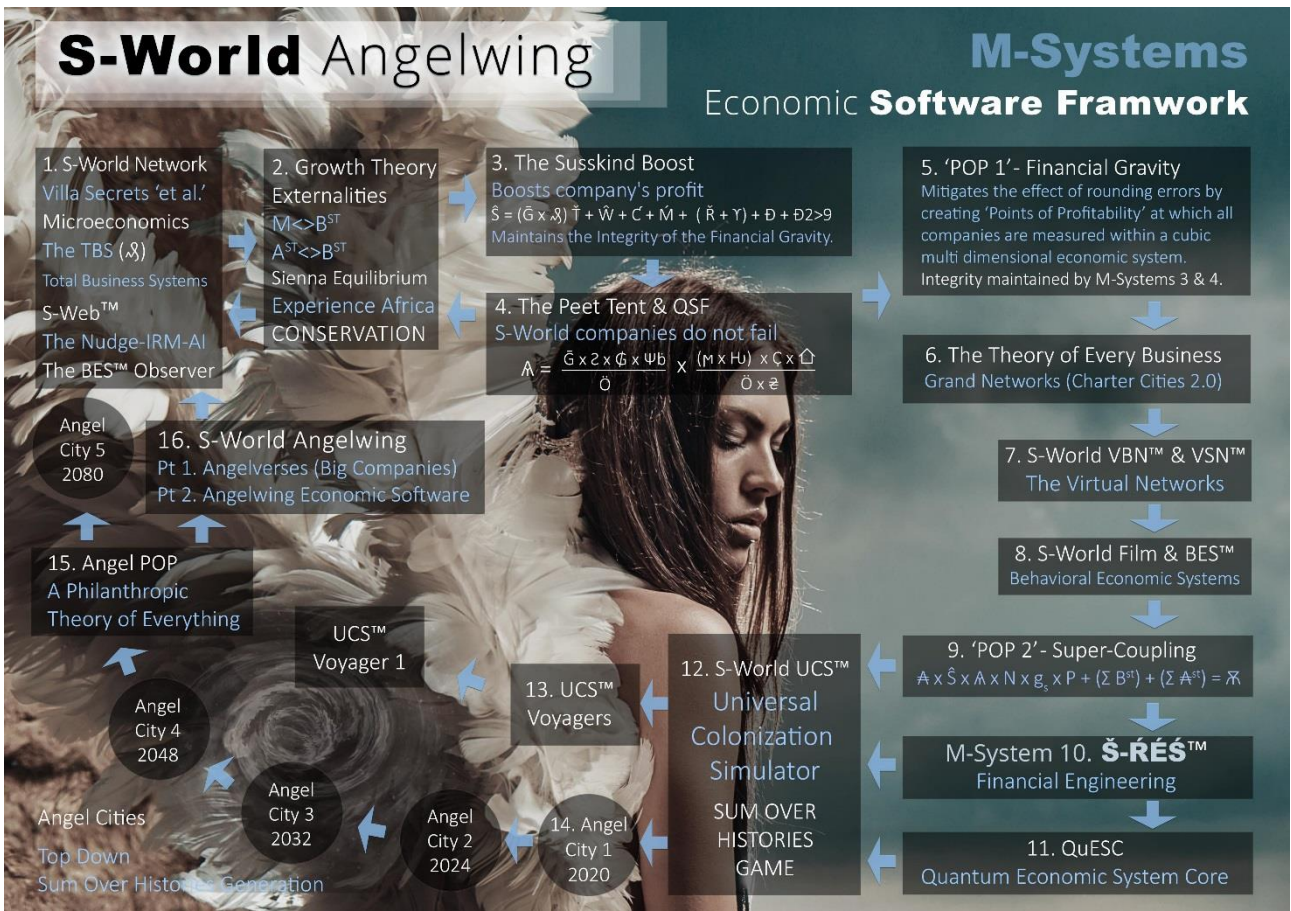 S-World Angelwing
M-Systems
Economic Software Framwork
1. S-World Network
Villa Secrets ‘et al.’
Microeconomics
The TBS (𝓡)
Total Business Systems
S-Web™
The Nudge-IRM-AI
The BES™ Observer
2. Growth Theory
Externalities
M<>Bˢᵀ
Aˢᵀ<>Bˢᵀ
Sienna Equilibrium
Experience Africa
CONSERVATION
3. The Susskind Boost
Boosts company's profit
Maintains the Integrity of the Financial Gravity.
4. The Peet Tent & QSF
S-World companies do not fail
5. ‘POP 1’- Financial Gravity
Mitigates the effect of rounding errors by
creating ‘Points of Profitability’ at which all
companies are measured within a cubic
multi dimensional economic system.
Integrity maintained by M-Systems 3 & 4.
6. The Theory of Every Business
Grand Networks (Charter Cities 2.0)
7. S-World VBN™ & VSN™
The Virtual Networks
8. S-World Film & BES™
Behavioral Economic Systems
9. ‘POP 2’- Super-Coupling
M-System 10. Š-ŔÉŚ™
Financial Engineering
11. QuESC
Quantum Economic System Core
12. S-World UCS™
Universal
Colonization
Simulator
SUM OVER
HISTORIES
GAME
13. UCS™
Voyagers
UCS™
Voyager 1
14. Angel
City 1
2020
Angel
City 2
2024
Angel
City 3
2032
Angel
City 4
2048
Angel Cities
Top Down
Sum Over Histories Generation
15. Angel POP
A Philanthropic
Theory of Everything
16. S-World Angelwing
Pt 1. Angelverses (Big Companies)
Pt 2. Angelwing Economic Software
Angel
City 5
2080